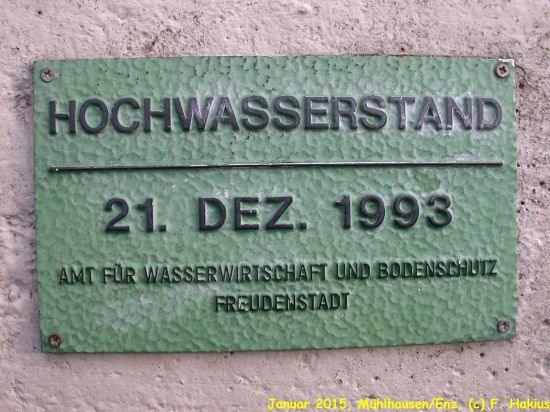 HOCHWASSERSTAND
21. DEZ. 1993
AMT FÜR WASSERWIRTSCHAFT UND BODENSCHUTZ
FREUDENSTADT
Januar 2015, Mühlhausen/Enz, (c) F. Hakius